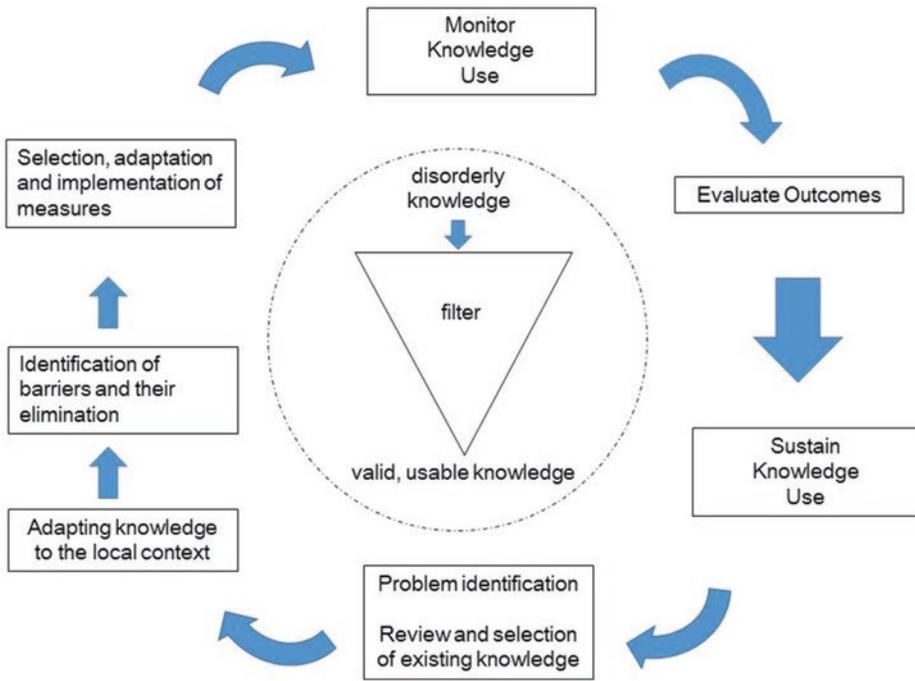 Monitor
Knowledge
Use
Selection, adaptation
and implementation of
measures
disorderly
knowledge
Evaluate Outcomes
filter
Identification of
barriers and their
elimination
valid, usable knowledge
Sustain
Knowledge
Use
Adapting knowledge
to the local context
Problem identification
Review and selection
of existing knowledge